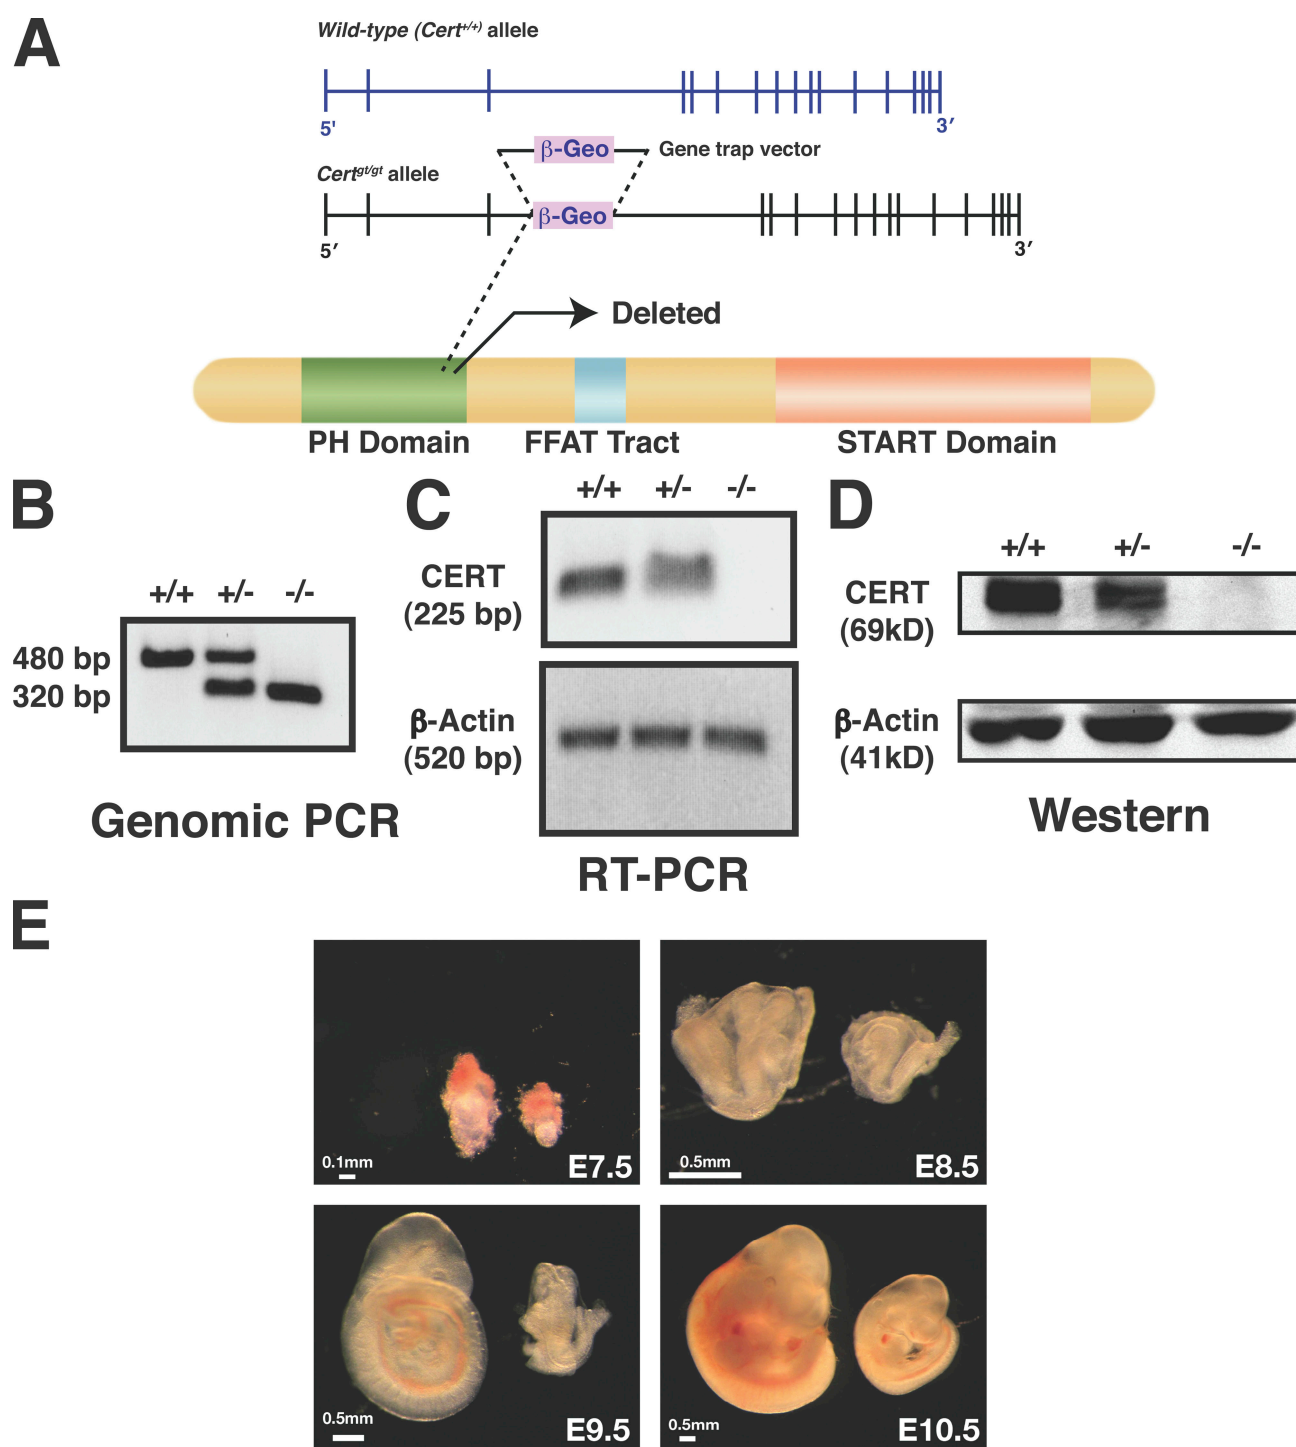 A
Wild-type (Cert+/+) allele
5'
3′
β-Geo
Gene trap vector
Certgt/gt allele
β-Geo
5′
3′
Deleted
PH Domain
FFAT Tract
START Domain
B
+/+ +/- -/-
480 bp
320 bp
Genomic PCR
C
+/+ +/- -/-
CERT
(225 bp)
β-Actin
(520 bp)
RT-PCR
D
+/+ +/- -/-
CERT
(69kD)
β-Actin
(41kD)
Western
E
0.1mm
E7.5
0.5mm
E8.5
0.5mm
E9.5
0.5mm
E10.5